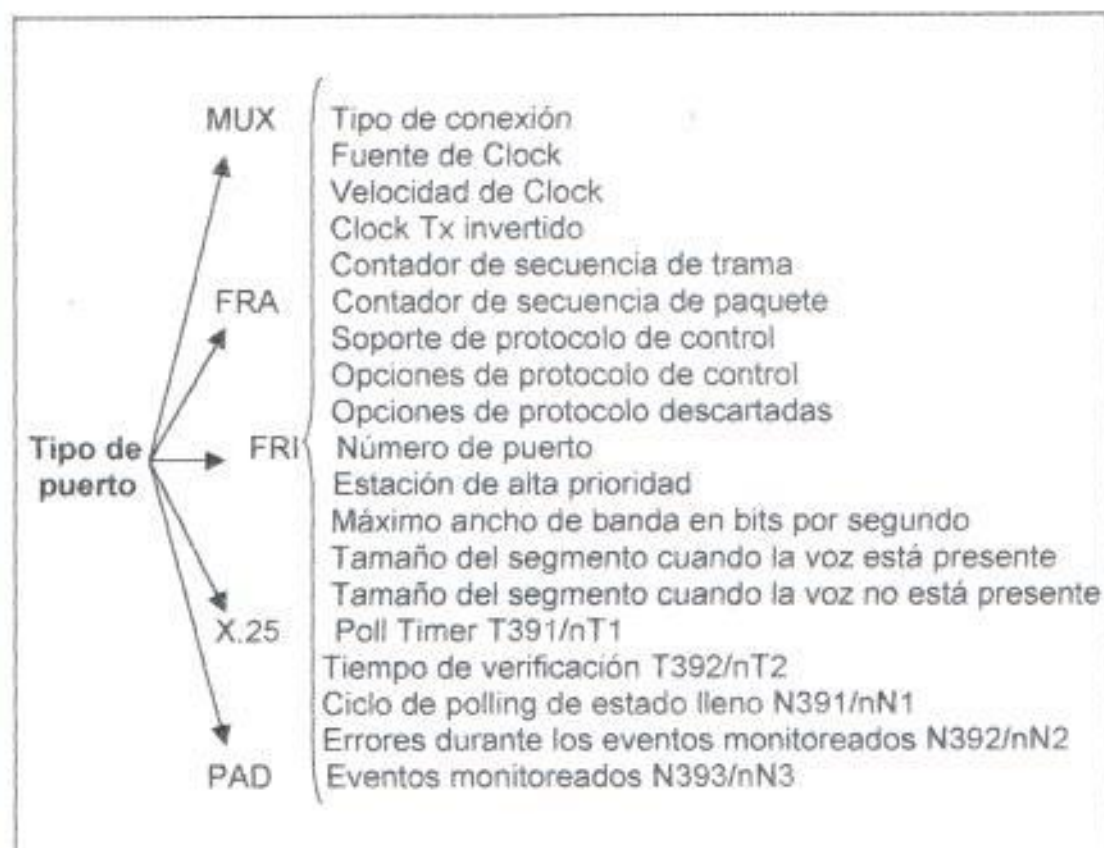 MUX
FRA
Tipo de puerto
FRI
X.25
PAD
Tipo de conexión
Fuente de Clock
Velocidad de Clock
Clock Tx invertido
Contador de secuencia de trama
Contador de secuencia de paquete
Soporte de protocolo de control
Opciones de protocolo de control
Opciones de protocolo descartadas
Número de puerto
Estación de alta prioridad
Máximo ancho de banda en bits por segundo
Tamaño del segmento cuando la voz está presente
Tamaño del segmento cuando la voz no está presente
Poll Timer T391/nT1
Tiempo de verificación T392/nT2
Ciclo de polling de estado lleno N391/nN1
Errores durante los eventos monitoreados N392/nN2
Eventos monitoreados N393/nN3